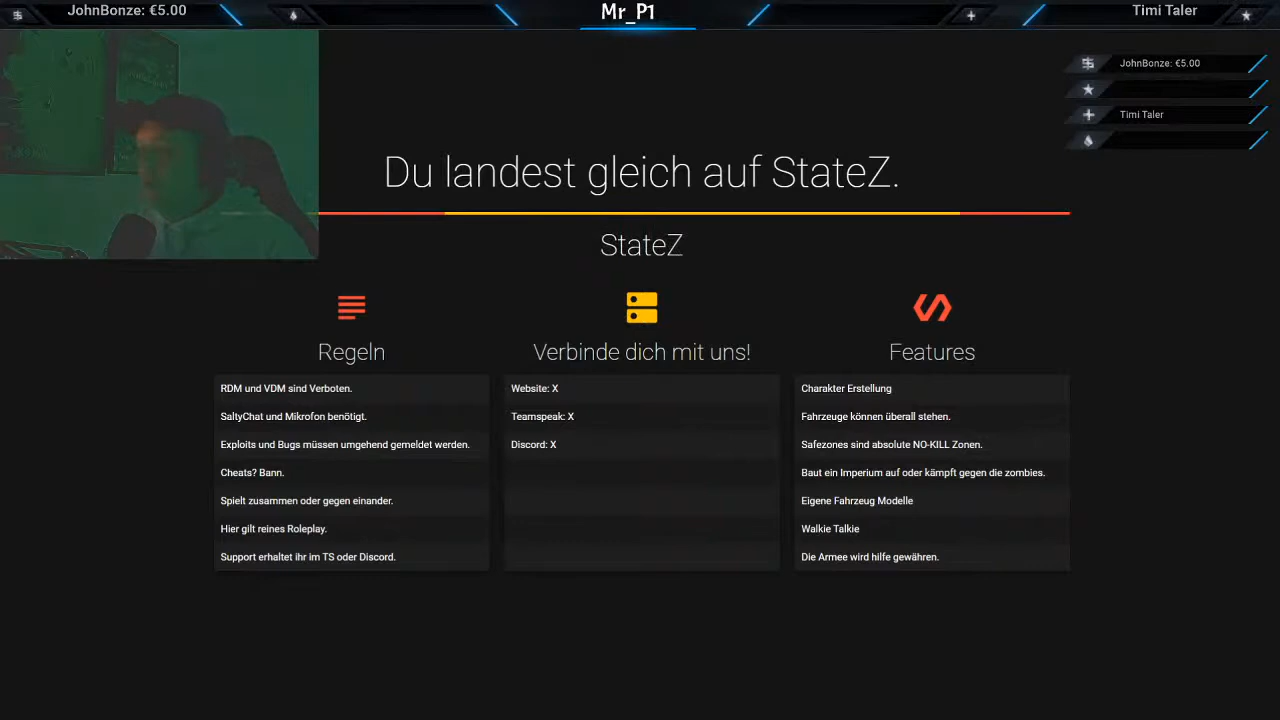 JohnBonze: €5.00
Mr_P1
Timi Taler
JohnBonze: €5.00
Timi Taler
Du landest gleich auf StateZ.
StateZ
Regeln
RDM und VDM sind Verboten.
SaltyChat und Mikrofon benötigt.
Exploits und Bugs müssen umgehend gemeldet werden.
Cheats? Bann.
Spielt zusammen oder gegen einander.
Hier gilt reines Roleplay.
Support erhaltet ihr im TS oder Discord.
Verbinde dich mit uns!
Website: X
Teamspeak: X
Discord: X
Features
Charakter Erstellung
Fahrzeuge können überall stehen.
Safezones sind absolute NO-KILL Zonen.
Baut ein Imperium auf oder kämpft gegen die zombies.
Eigene Fahrzeug Modelle
Walkie Talkie
Die Armee wird hilfe gewähren.